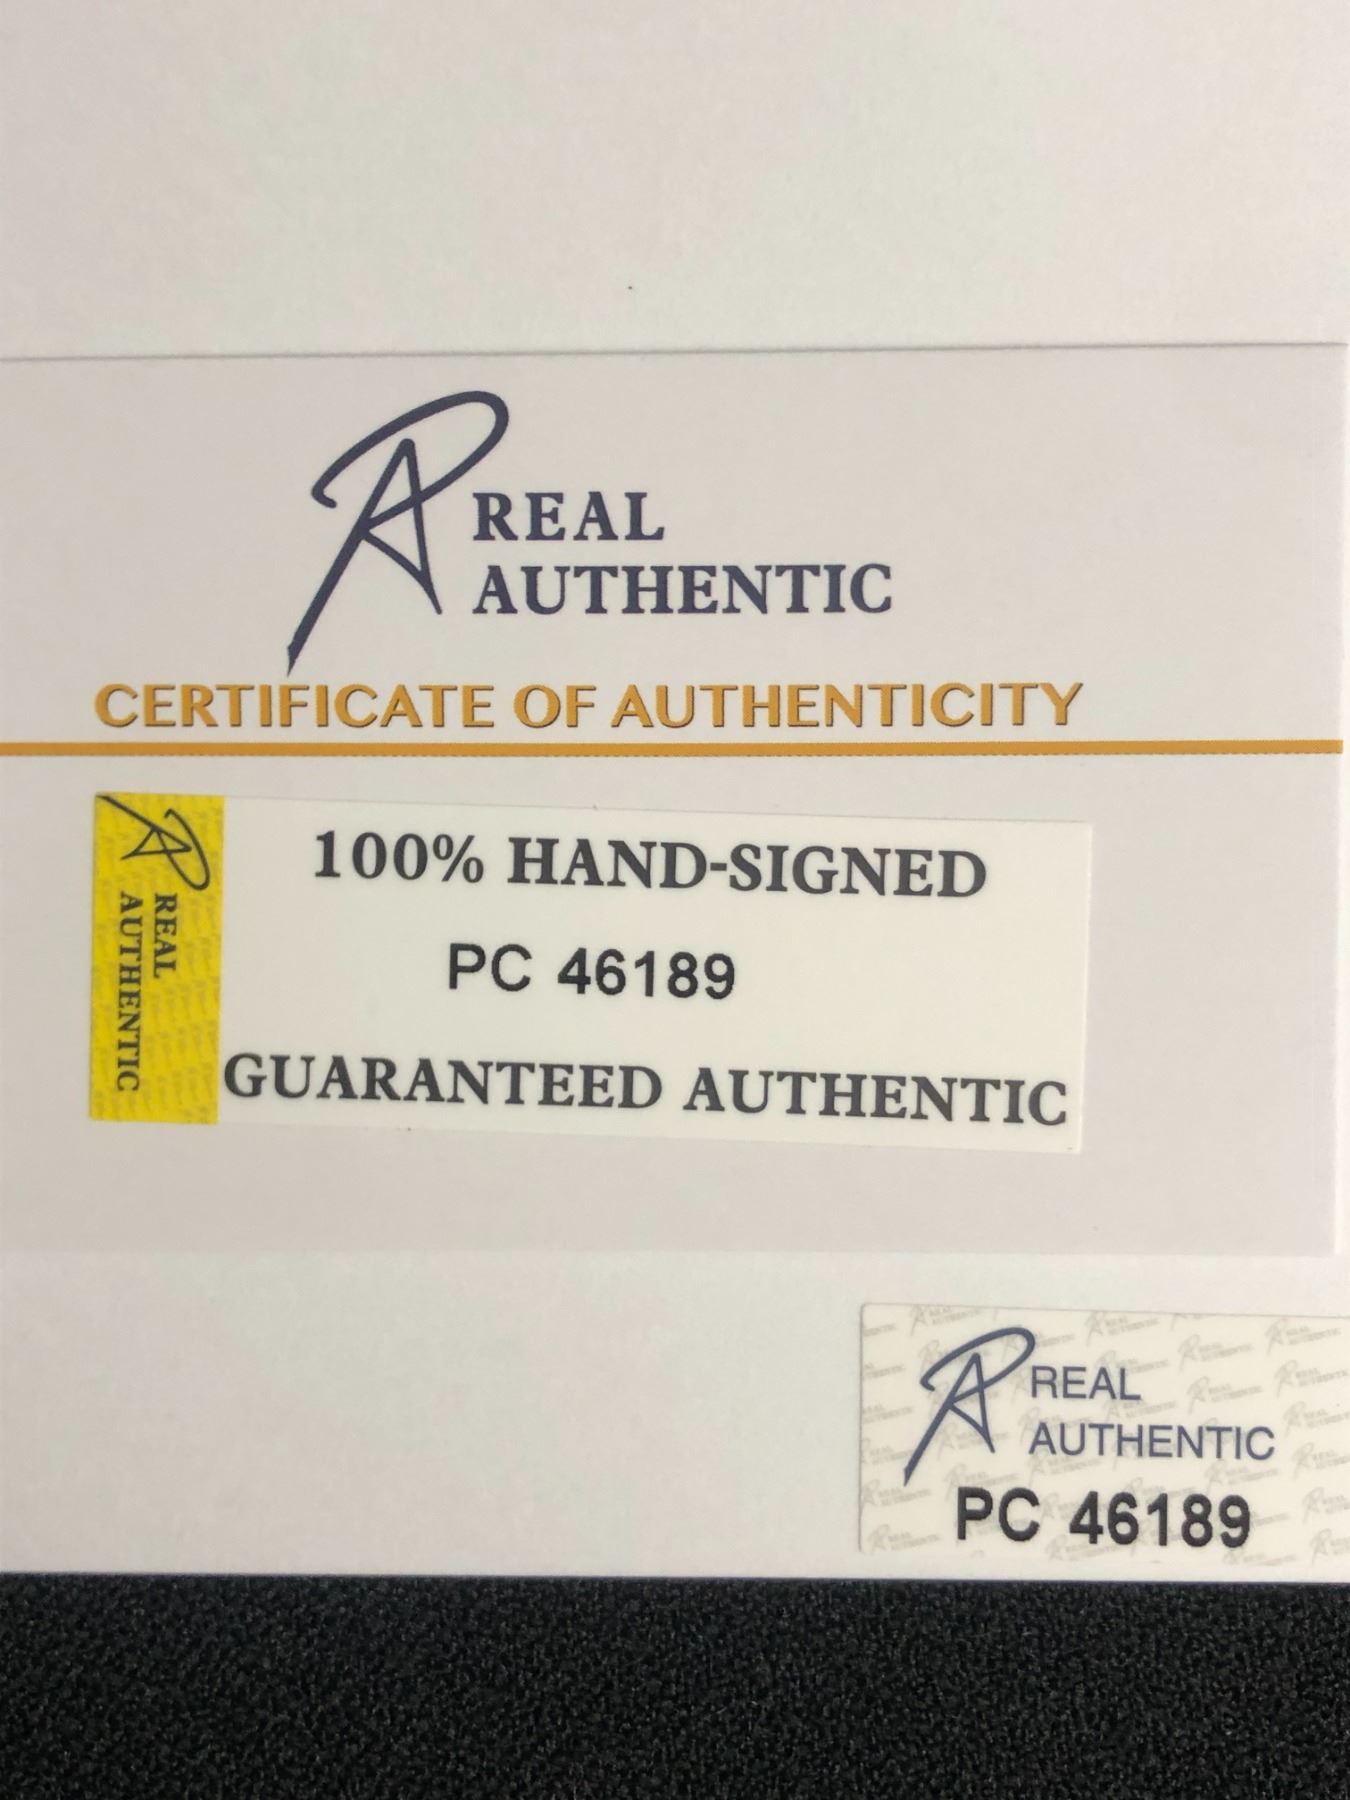 REAL
AUTHENTIC
CERTIFICATE OF AUTHENTICITY
REAL
AUTHENTIC
100% HAND-SIGNED
PC 46189
GUARANTEED AUTHENTIC
REAL
AUTHENTIC
PC 46189